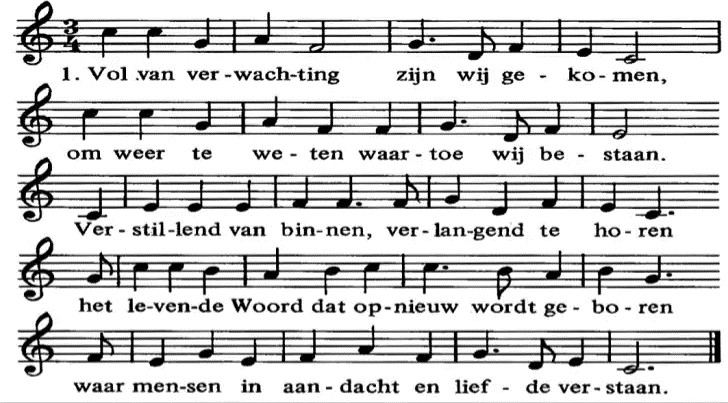 3
4
1. Vol van ver-wach-ting zijn wij ge - ko - men,
om weer te we - ten waar - toe wij be - staan.
Ver - stil - lend van bin - nen, ver - lan - gend te ho - ren
het le - ven - de Woord dat op - nieuw wordt ge - bo - ren
waar men - sen in aan - dacht en lief - de ver - staan.